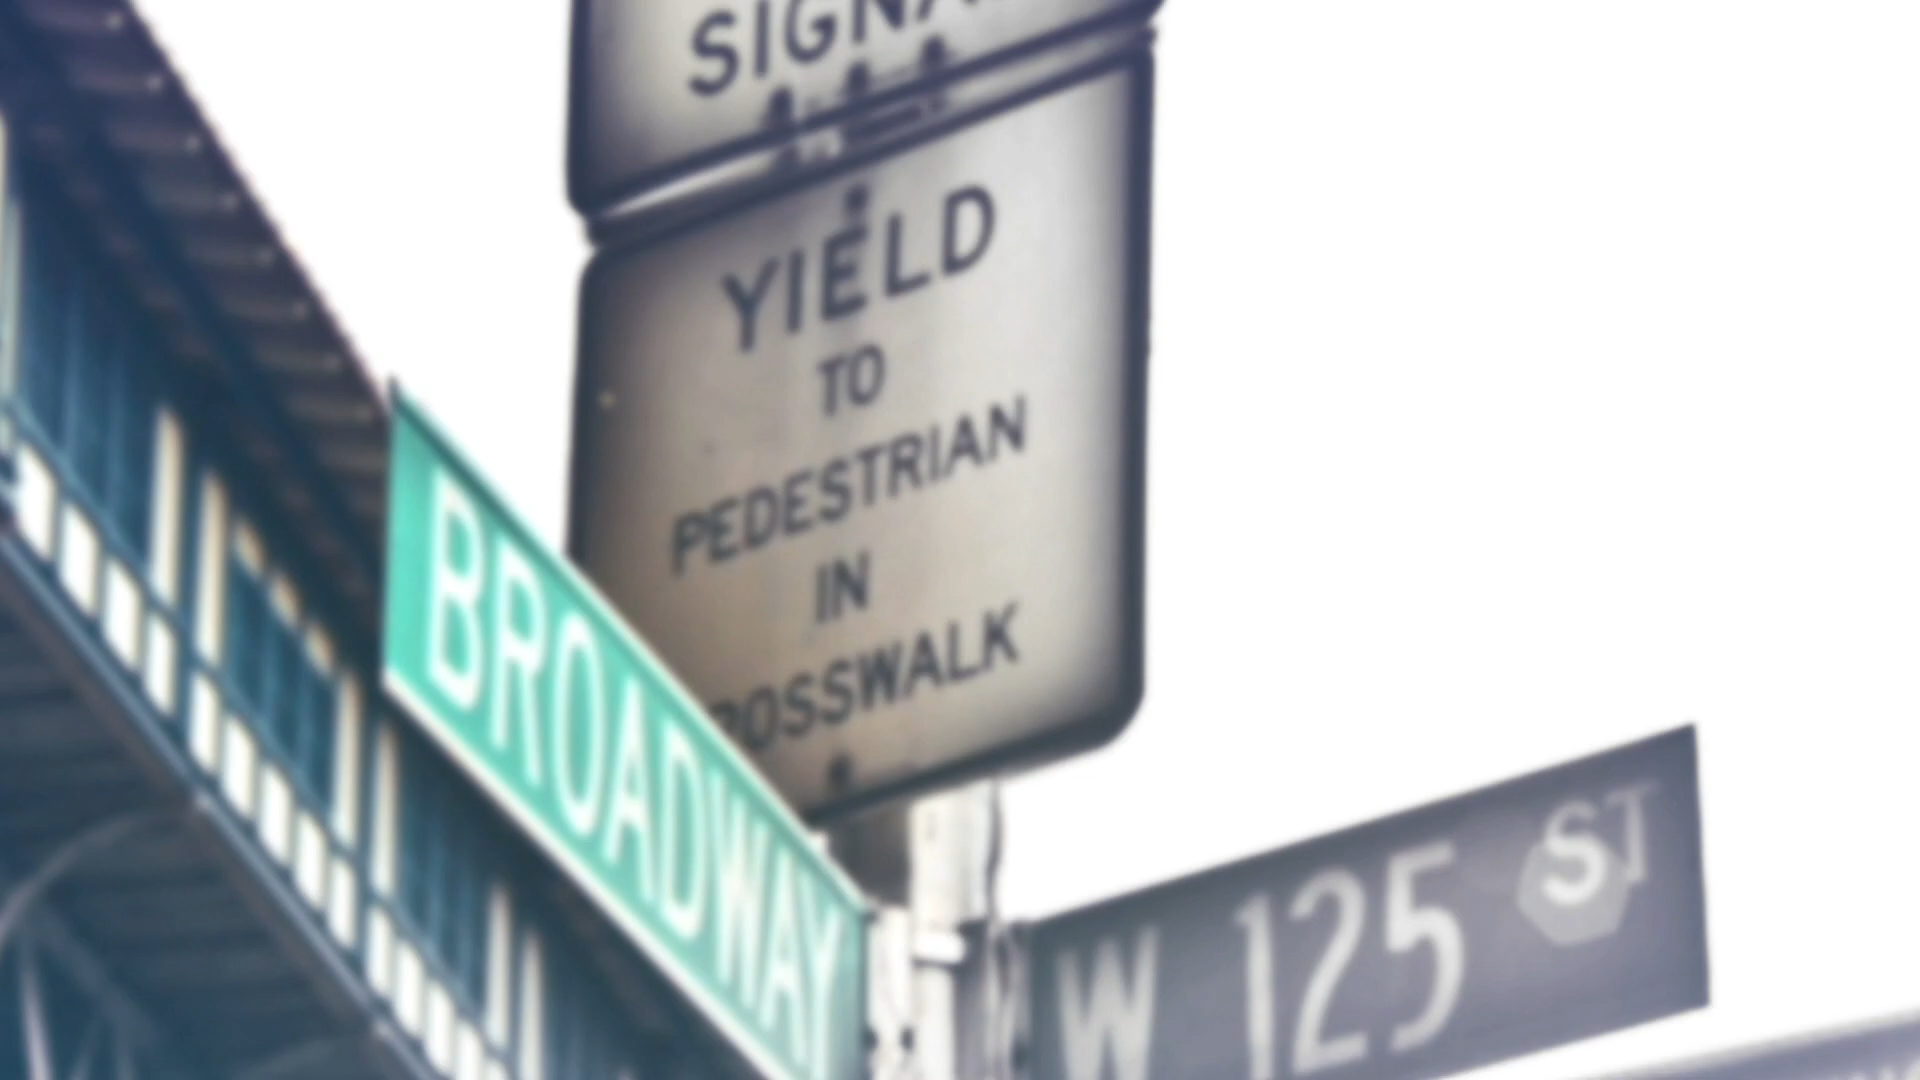 SIGNA
YIELD
TO
PEDESTRIAN
IN
ROSSWALK
BROADWAY
W 125 ST